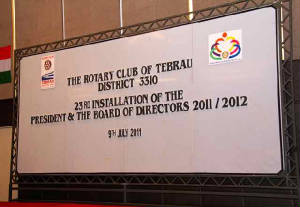 THE ROTARY CLUB OF TEBRAU
DISTRICT 3310
23RD INSTALLATION OF THE
PRESIDENT & THE BOARD OF DIRECTORS 2011 / 2012
9TH JULY 2011